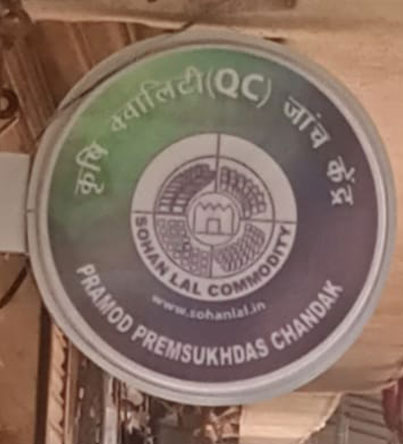 कृषि क्वालिटी (QC) जांच केंद्र
SOHAN LAL COMMODITY
www.sohanlal.in
PRAMOD PREMSUKHDAS CHANDAK